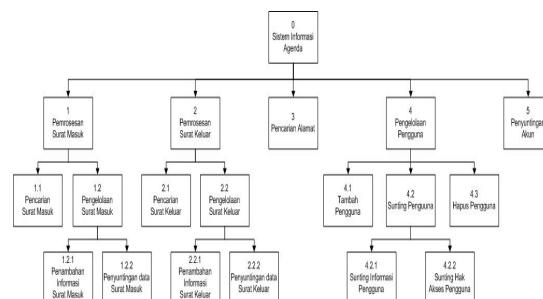 0
Sistem Informasi
Agenda
1
Pemrosesan
Surat Masuk
2
Pemrosesan
Surat Keluar
3
Pencarian Alamat
4
Pengelolaan
Pengguna
5
Penyuntingan
Akun
1.1
Pencarian
Surat Masuk
1.2
Pengelolaan
Surat Masuk
2.1
Pencarian
Surat Keluar
2.2
Pengelolaan
Surat Keluar
4.1
Tambah
Pengguna
4.2
Sunting Penguuna
4.3
Hapus Pengguna
1.2.1
Penambahan
Informasi
Surat Masuk
1.2.2
Penyuntingan data
Surat Masuk
2.2.1
Penambahan
Informasi
Surat Keluar
2.2.2
Penyuntingan data
Surat Keluar
4.2.1
Sunting Informasi
Pengguna
4.2.2
Sunting Hak
Akses Pengguna